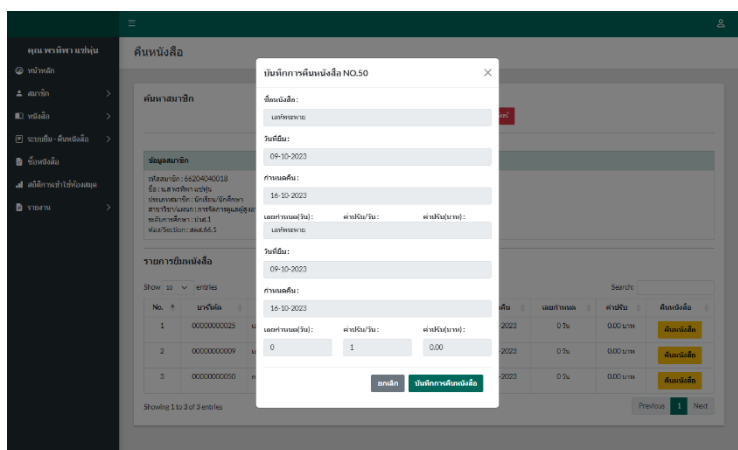 คุณ พรทิพา แซ่หุ่น
หน้าหลัก
สมาชิก
หนังสือ
ระบบยืม - คืนหนังสือ
ซื้อหนังสือ
สถิติการเข้าใช้ห้องสมุด
รายงาน
คืนหนังสือ
ค้นหาสมาชิก
ข้อมูลสมาชิก
รหัสสมาชิก : 66204040018
ประเภทสมาชิก : นักเรียน/นักศึกษา
ระดับการศึกษา : ปวส.1
ห้อง/Section : สผส.66.1
บันทึกการคืนหนังสือ NO.50
ชื่อหนังสือ :
วันที่ยืม :
09-10-2023
กำหนดคืน :
16-10-2023
เลยกำหนด(วัน) : ค่าปรับ/วัน : ค่าปรับ(บาท) :
วันที่ยืม :
09-10-2023
กำหนดคืน :
16-10-2023
เลยกำหนด(วัน) : ค่าปรับ/วัน : ค่าปรับ(บาท) :
0 1 0.00
ยกเลิก บันทึกการคืนหนังสือ
รายการยืมหนังสือ
Show 10 entries Search:
No. บาร์โค้ด เลยกำหนด ค่าปรับ คืนหนังสือ
1 00000000025 -2023 0 วัน 0.00 บาท คืนหนังสือ
2 00000000009 -2023 0 วัน 0.00 บาท คืนหนังสือ
3 00000000050 -2023 0 วัน 0.00 บาท คืนหนังสือ
Showing 1 to 3 of 3 entries Previous 1 Next